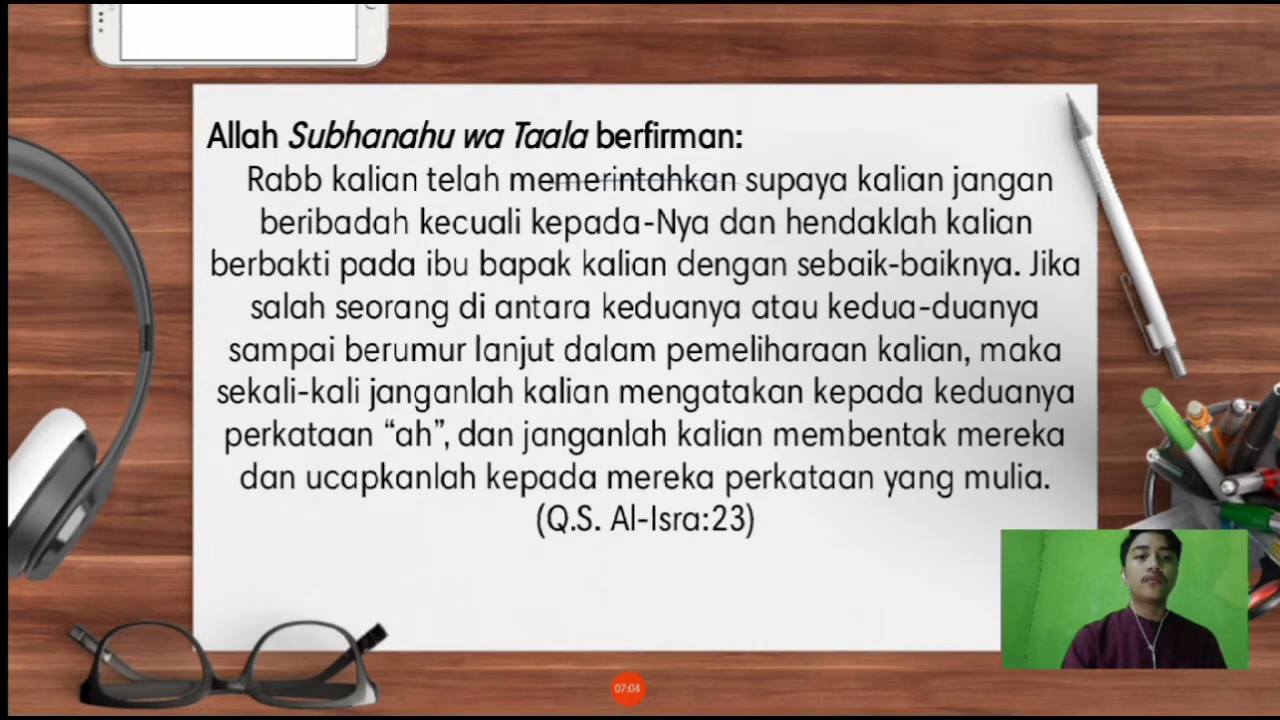 Allah Subhanahu wa Taala berfirman:
Rabb kalian telah memerintahkan supaya kalian jangan
beribadah kecuali kepada-Nya dan hendaklah kalian
berbakti pada ibu bapak kalian dengan sebaik-baiknya. Jika
salah seorang di antara keduanya atau kedua-duanya
sampai berumur lanjut dalam pemeliharaan kalian, maka
sekali-kali janganlah kalian mengatakan kepada keduanya
perkataan “ah”, dan janganlah kalian membentak mereka
dan ucapkanlah kepada mereka perkataan yang mulia.
(Q.S. Al-Isra:23)
07:04